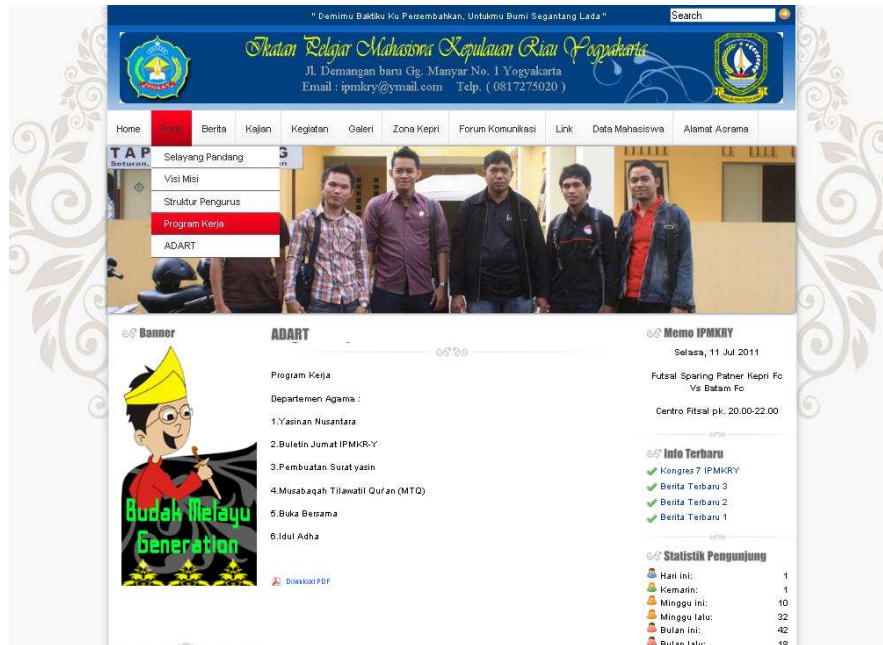 " Demimu Baktiku Ku Persembahkan, Untukmu Bumi Segantang Lada "
Search
Ikatan Pelajar Mahasiswa Kepulauan Riau Yogyakarta
Jl. Demangan baru Gg. Manyar No. 1 Yogyakarta
Email : ipmkry@ymail.com Telp. ( 0817275020 )
Home Profil Berita Kajian Kegiatan Galeri Zona Kepri Forum Komunikasi Link Data Mahasiswa Alamat Asrama
TAP
G
Seturan,
Selayang Pandang
Visi Misi
Struktur Pengurus
Program Kerja
ADART
Banner
Budak Melayu
Generation
ADART
Program Kerja
Departemen Agama :
1.Yasinan Nusantara
2.Buletin Jumat IPMKR-Y
3.Pembuatan Surat yasin
4.Musabaqah Tilawatil Qur'an (MTQ)
5.Buka Bersama
6.Idul Adha
Download PDF
Memo IPMKRY
Selasa, 11 Jul 2011
Futsal Sparing Patner Kepri Fc
Vs Batam Fc
Centro Fitsal pk. 20.00-22.00
Info Terbaru
Kongres 7 IPMKRY
Berita Terbaru 3
Berita Terbaru 2
Berita Terbaru 1
Statistik Pengunjung
Hari ini: 1
Kemarin: 1
Minggu ini: 10
Minggu lalu: 32
Bulan ini: 42
Bulan lalu: 18